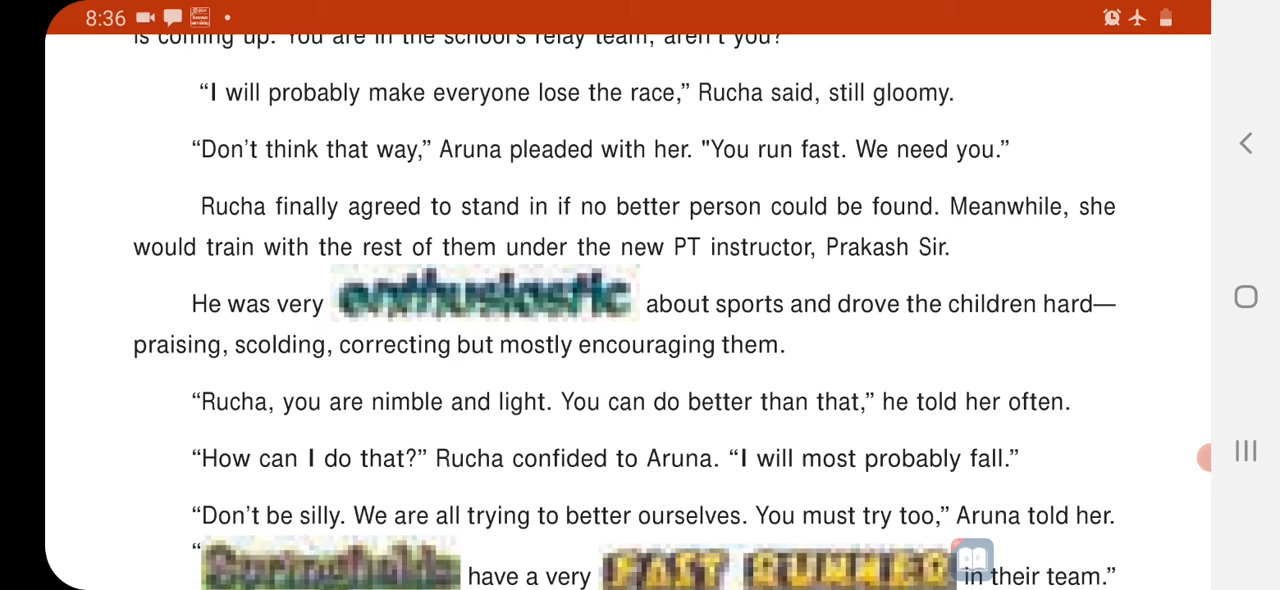 8:36
is coming up. You are in the school's relay team, aren't you?
“I will probably make everyone lose the race,” Rucha said, still gloomy.
“Don’t think that way,” Aruna pleaded with her. "You run fast. We need you.”
Rucha finally agreed to stand in if no better person could be found. Meanwhile, she
would train with the rest of them under the new PT instructor, Prakash Sir.
He was very enthusiastic about sports and drove the children hard—
praising, scolding, correcting but mostly encouraging them.
“Rucha, you are nimble and light. You can do better than that,” he told her often.
“How can I do that?” Rucha confided to Aruna. “I will most probably fall.”
“Don’t be silly. We are all trying to better ourselves. You must try too,” Aruna told her.
“Springfields have a very FAST RUNNER in their team.”